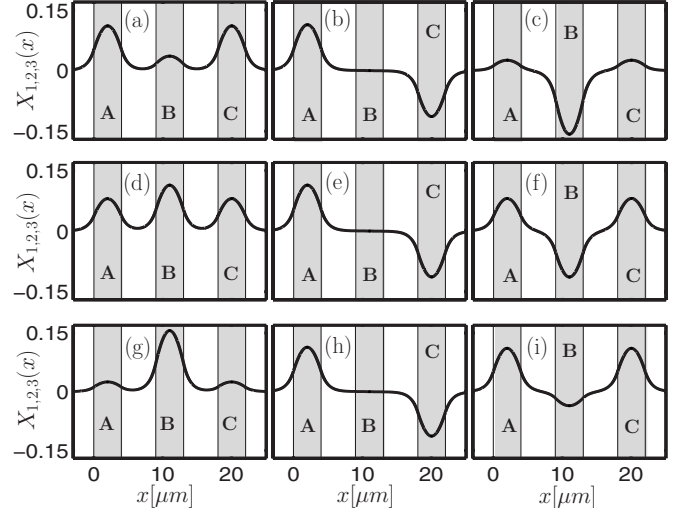 0.15 (a) (b) C (c) B
X₁,₂,₃(x) 0
A B C A B A C
−0.15
0.15 (d) (e) C (f) B
X₁,₂,₃(x) 0
A B C A B A C
−0.15
0.15 (g) (h) C (i) B
X₁,₂,₃(x) 0
A B C A B A C
−0.15
0 10 20 0 10 20 0 10 20
x[μm] x[μm] x[μm]